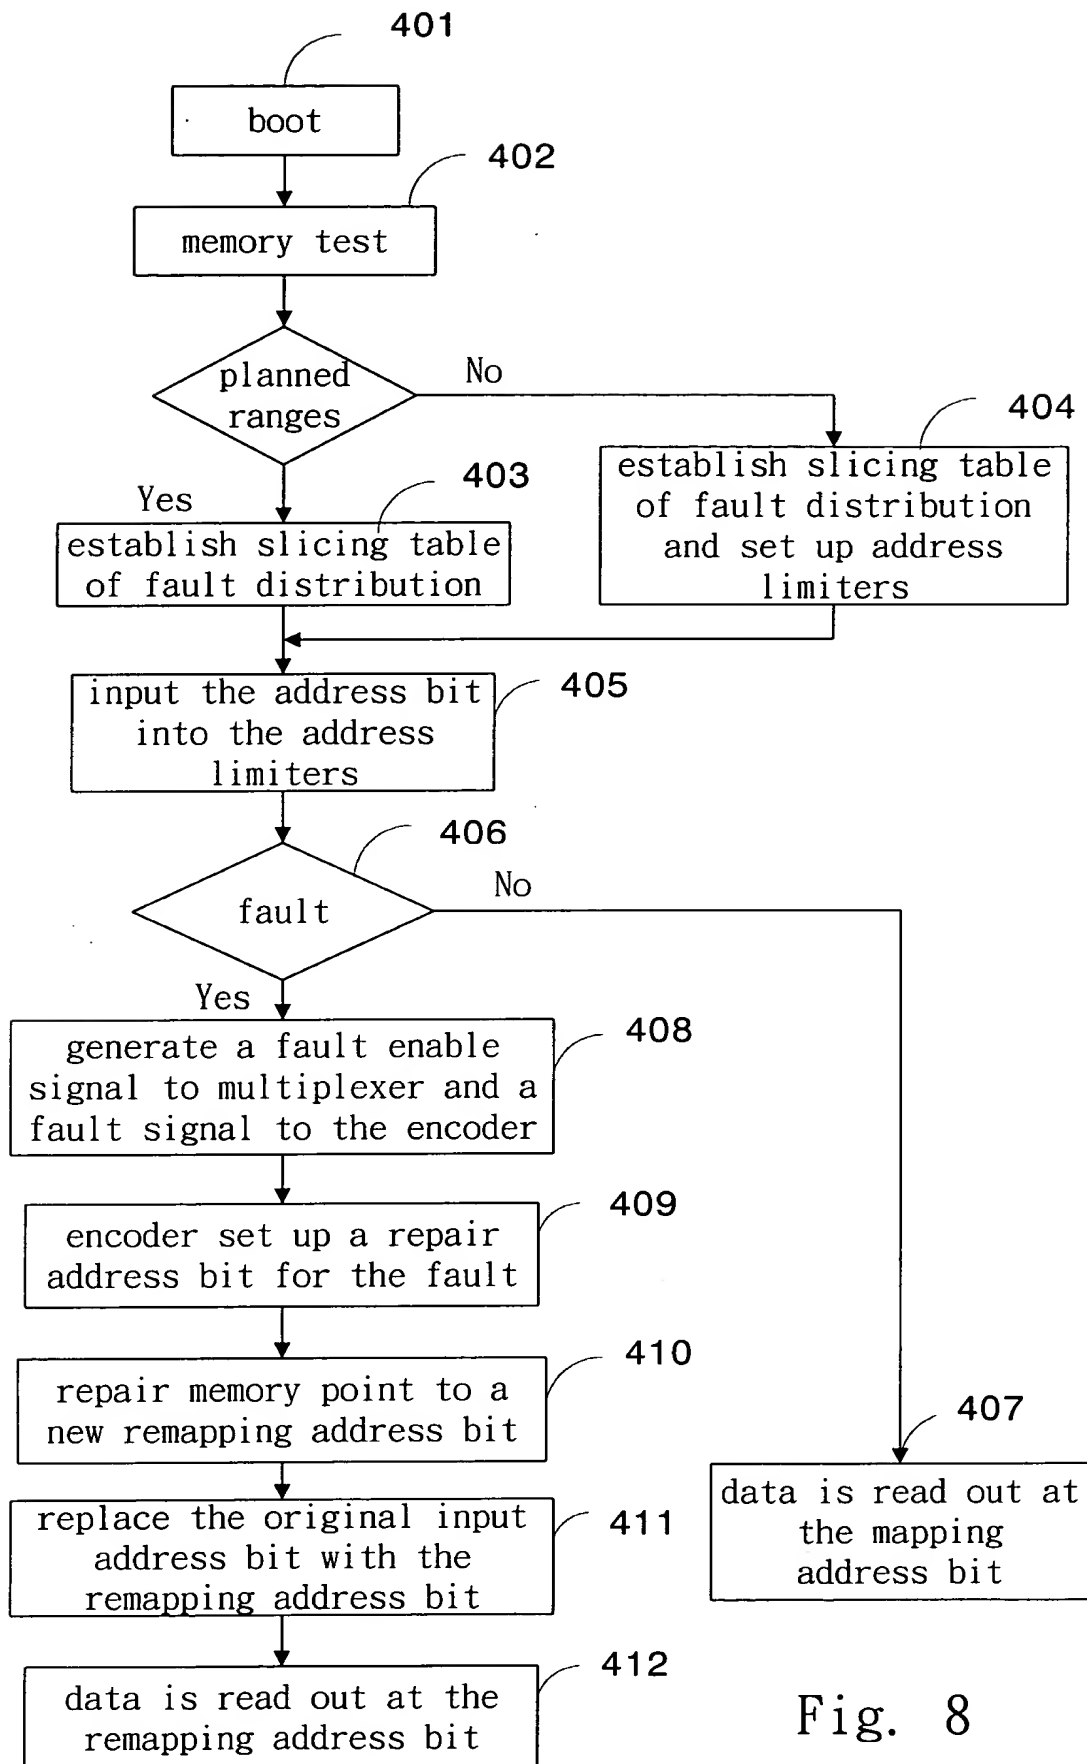 401
boot
402
memory test
planned
ranges
No
404
establish slicing table
of fault distribution
and set up address
limiters
Yes
403
establish slicing table
of fault distribution
input the address bit
into the address
limiters
405
406
fault
No
Yes
generate a fault enable
signal to multiplexer and a
fault signal to the encoder
408
encoder set up a repair
address bit for the fault
409
repair memory point to a
new remapping address bit
410
407
data is read out at
the mapping
address bit
replace the original input
address bit with the
remapping address bit
411
data is read out at the
remapping address bit
412
Fig. 8